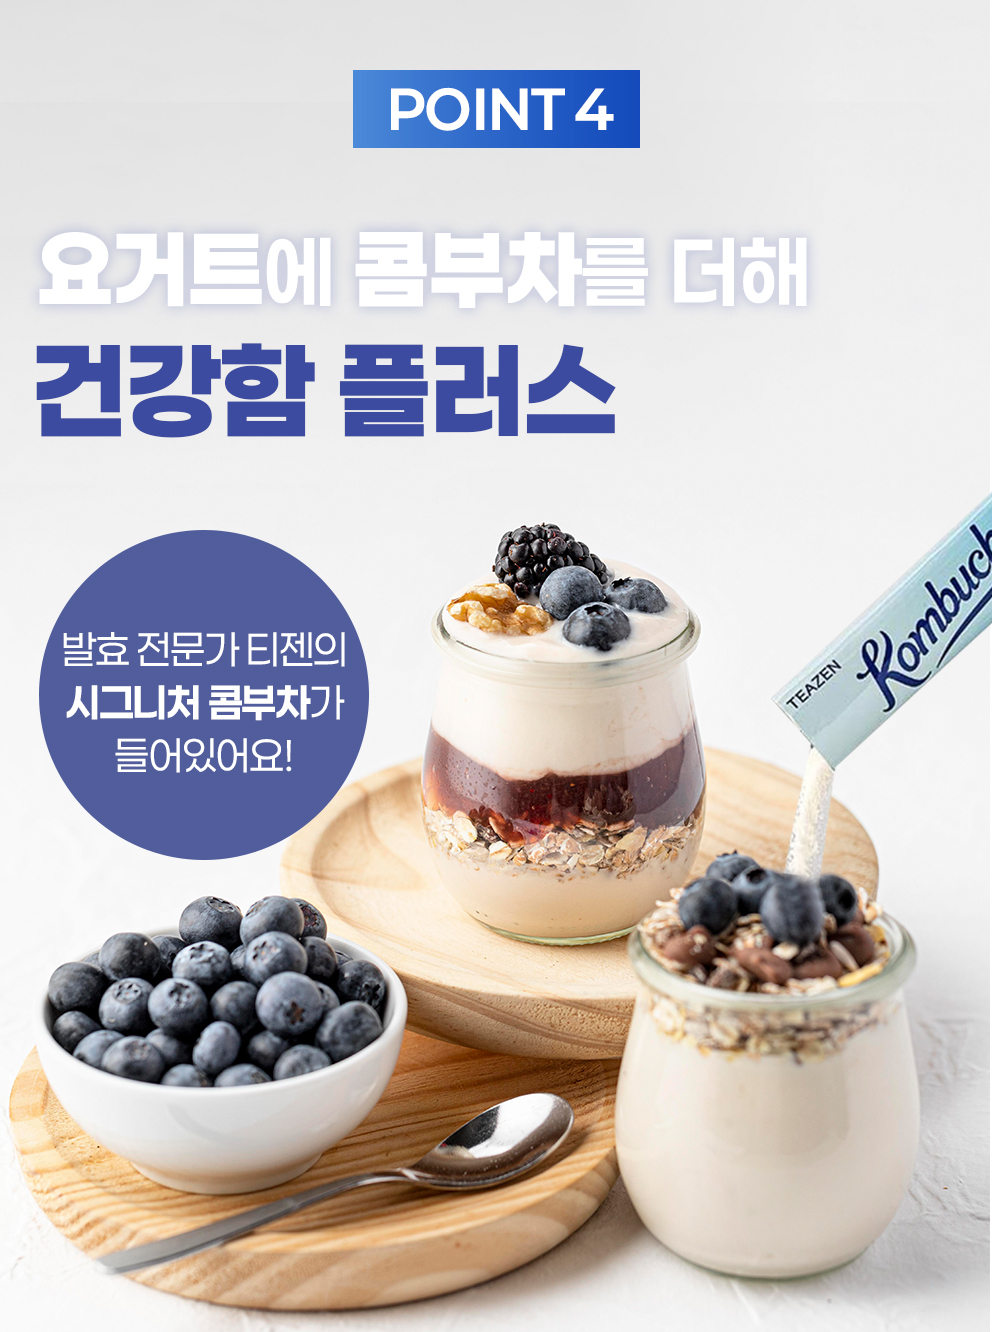 POINT 4
요거트에 콤부차를 더해
건강함 플러스
발효 전문가 티젠의
시그니처 콤부차가
들어있어요!
TEAZEN
Kombuch